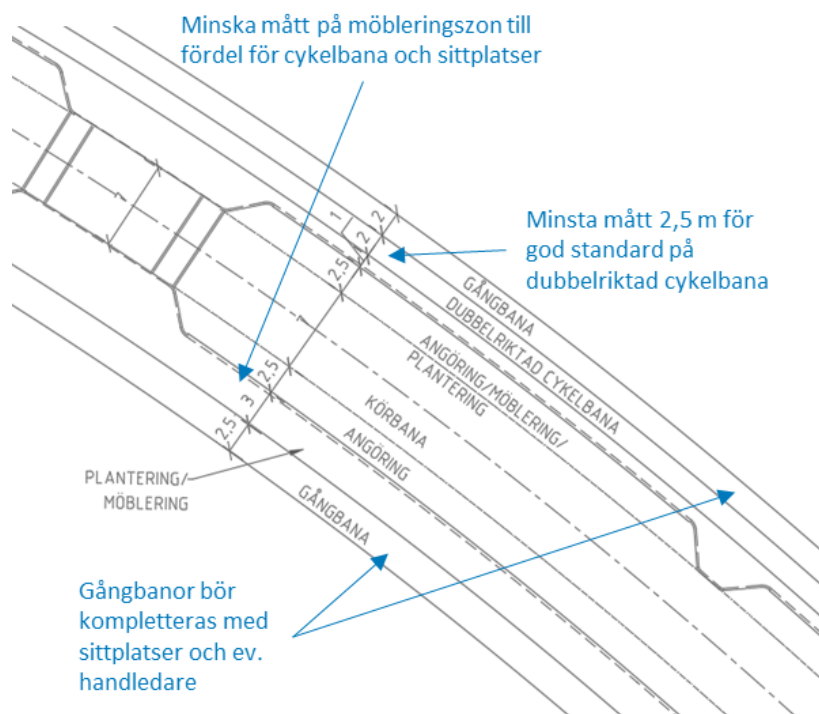 Minska mått på möbleringszon till
fördel för cykelbana och sittplatser
Minsta mått 2,5 m för
god standard på
dubbelriktad cykelbana
7
1
2
2
2.5
7
2.5
3
2.5
GÅNGBANA
DUBBELRIKTAD CYKELBANA
ANGÖRING/MÖBLERING/
PLANTERING
KÖRBANA
ANGÖRING
PLANTERING/
MÖBLERING
GÅNGBANA
Gångbanor bör
kompletteras med
sittplatser och ev.
handledare